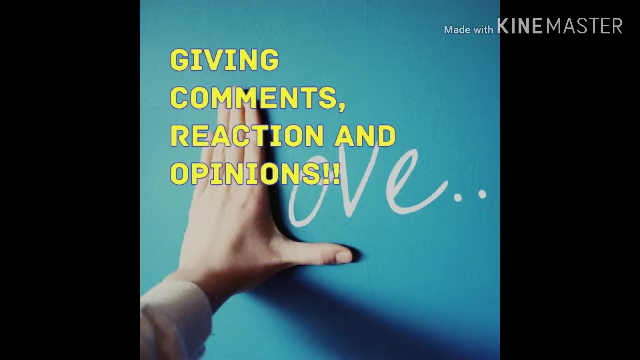 Made with KINEMASTER
GIVING
COMMENTS,
REACTION AND
OPINIONS!!
ove..